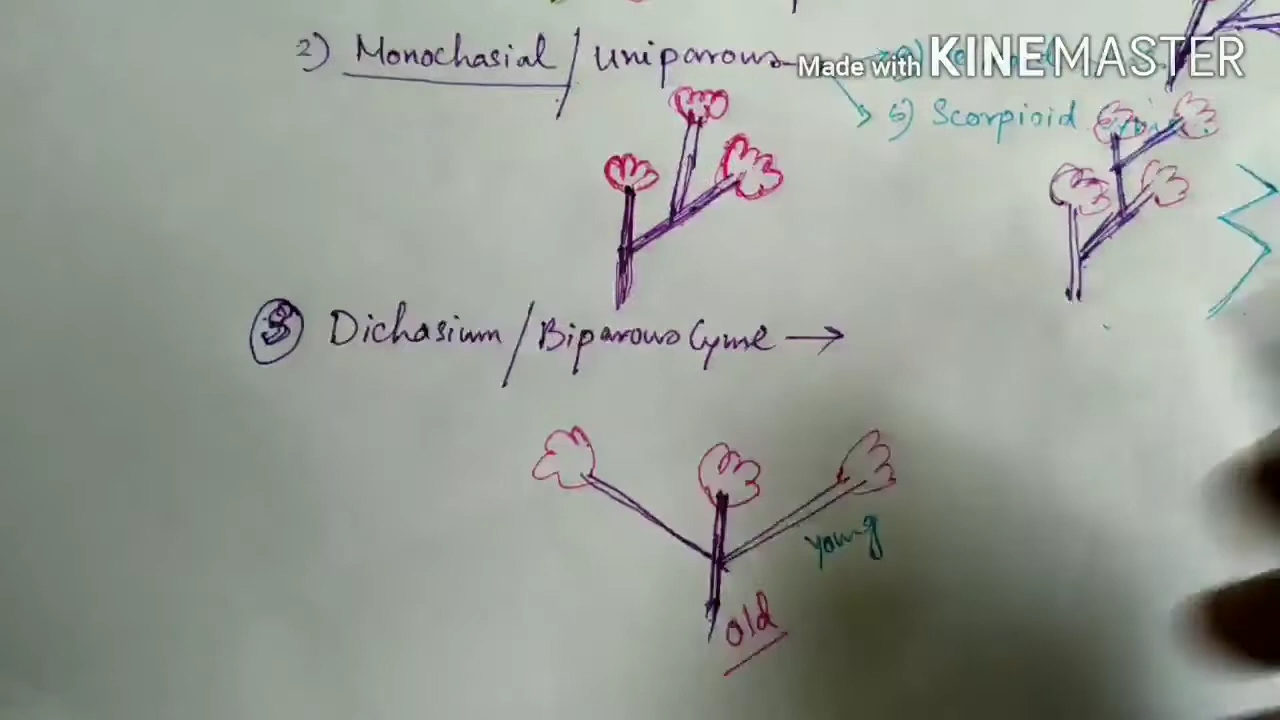 2) Monochasial / Uniparous
Made with KINEMASTER
b) Scorpioid
3) Dichasium / Biparous Cyme →
young
old